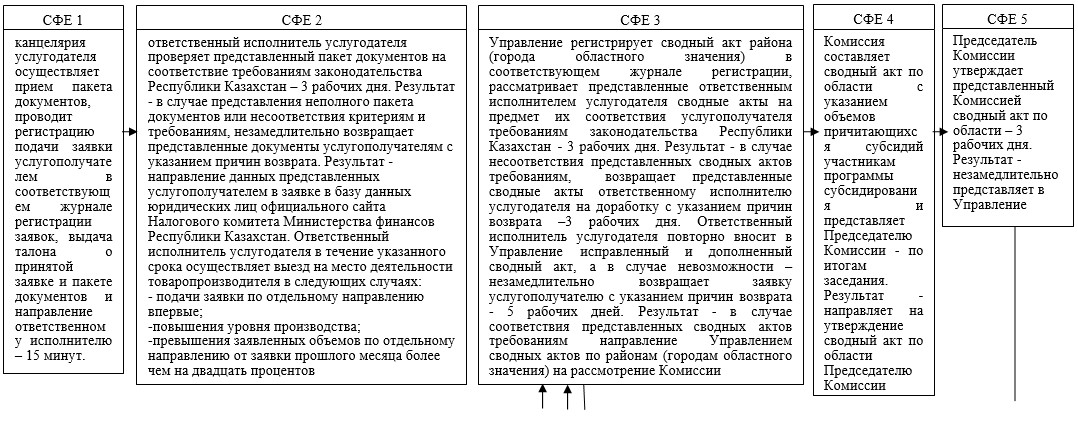 СФЕ 1
канцелярия
услугодателя
осуществляет
прием пакета
документов,
проводит
регистрацию
подачи заявки
услугополучате
лем в
соответствующ
ем журнале
регистрации
заявок, выдача
талона о
принятой
заявке и пакете
документов и
направление
ответственном
у исполнителю
– 15 минут.
СФЕ 2
ответственный исполнитель услугодателя
проверяет представленный пакет документов на
соответствие требованиям законодательства
Республики Казахстан – 3 рабочих дня. Результат
- в случае представления неполного пакета
документов или несоответствия критериям и
требованиям, незамедлительно возвращает
представленные документы услугополучателям с
указанием причин возврата. Результат -
направление данных представленных
услугополучателем в заявке в базу данных
юридических лиц официального сайта
Налогового комитета Министерства финансов
Республики Казахстан. Ответственный
исполнитель услугодателя в течение указанного
срока осуществляет выезд на место деятельности
товаропроизводителя в следующих случаях:
- подачи заявки по отдельному направлению
впервые;
-повышения уровня производства;
-превышения заявленных объемов по отдельному
направлению от заявки прошлого месяца более
чем на двадцать процентов
СФЕ 3
Управление регистрирует сводный акт района
(города областного значения) в
соответствующем журнале регистрации,
рассматривает представленные ответственным
исполнителем услугодателя сводные акты на
предмет их соответствия услугополучателя
требованиям законодательства Республики
Казахстан - 3 рабочих дня. Результат - в случае
несоответствия представленных сводных актов
требованиям, возвращает представленные
сводные акты ответственному исполнителю
услугодателя на доработку с указанием причин
возврата –3 рабочих дня. Ответственный
исполнитель услугодателя повторно вносит в
Управление исправленный и дополненный
сводный акт, а в случае невозможности –
незамедлительно возвращает заявку
услугополучателю с указанием причин возврата
- 5 рабочих дней. Результат - в случае
соответствия представленных сводных актов
требованиям направление Управлением
сводных актов по районам (городам областного
значения) на рассмотрение Комиссии
СФЕ 4
Комиссия
составляет
сводный акт по
области с
указанием
объемов
причитающихс
я субсидий
участникам
программы
субсидировани
я и
представляет
Председателю
Комиссии - по
итогам
заседания.
Результат -
направляет на
утверждение
сводный акт по
области
Председателю
Комиссии
СФЕ 5
Председатель
Комиссии
утверждает
представленный
Комиссией
сводный акт по
области – 3
рабочих дня.
Результат -
незамедлительно
представляет в
Управление